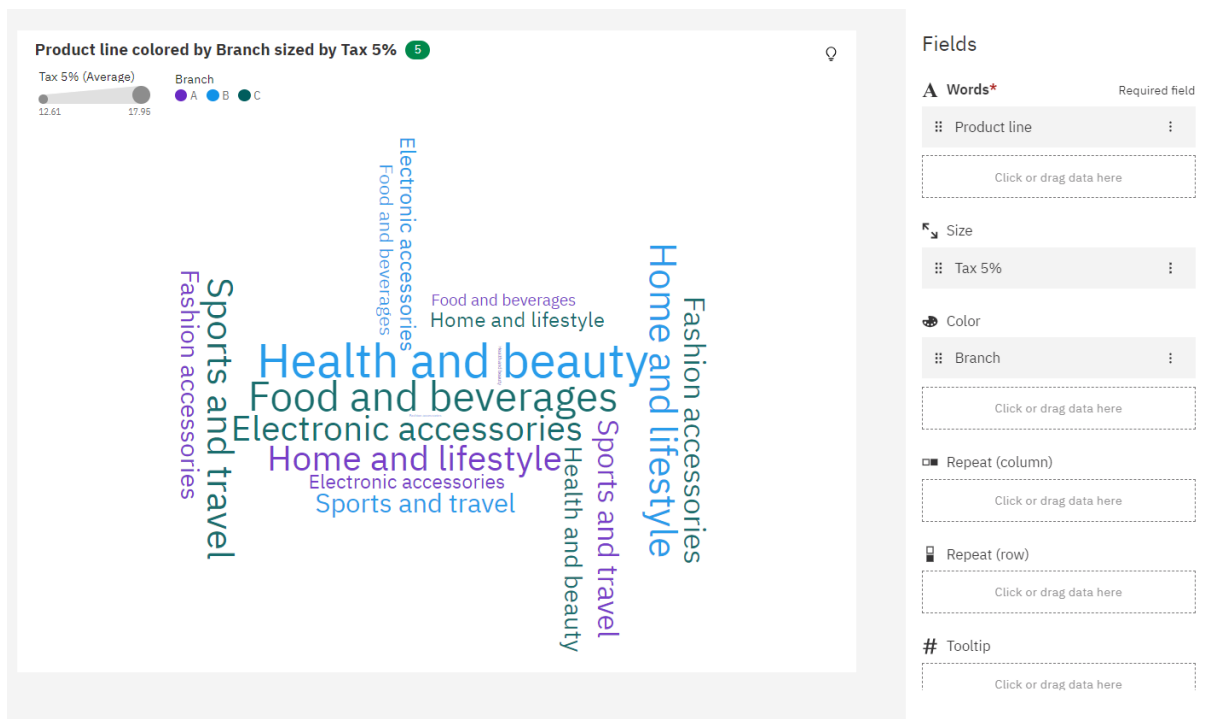 Product line colored by Branch sized by Tax 5% 5
Tax 5% (Average)
12.61 17.95
Branch
A B C
Electronic accessories
Food and beverages
Fashion accessories
Sports and travel
Food and beverages
Home and lifestyle
Health and beauty
Health and beauty
Food and beverages
Electronic accessories
Home and lifestyle
Electronic accessories
Sports and travel
Home and lifestyle
Fashion accessories
Sports and travel
Health and beauty
Fields
Words* Required field
Product line
Click or drag data here
Size
Tax 5%
Color
Branch
Click or drag data here
Repeat (column)
Click or drag data here
Repeat (row)
Click or drag data here
Tooltip
Click or drag data here